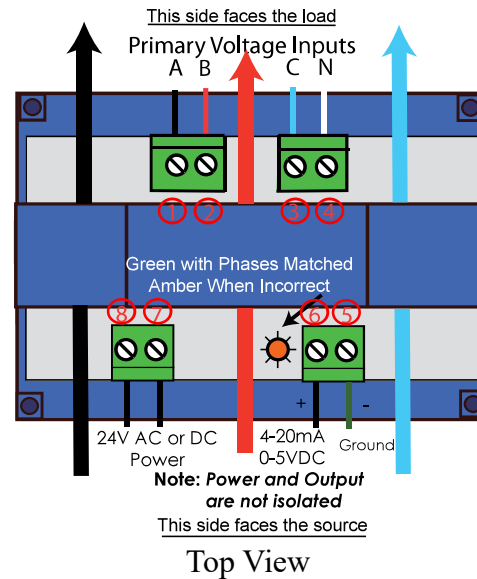 This side faces the load
Primary Voltage Inputs
A B C N
1 2 3 4
Green with Phases Matched
Amber When Incorrect
8 7 6 5
+ -
24V AC or DC
Power
4-20mA
0-5VDC
Ground
Note: Power and Output
are not isolated
This side faces the source
Top View